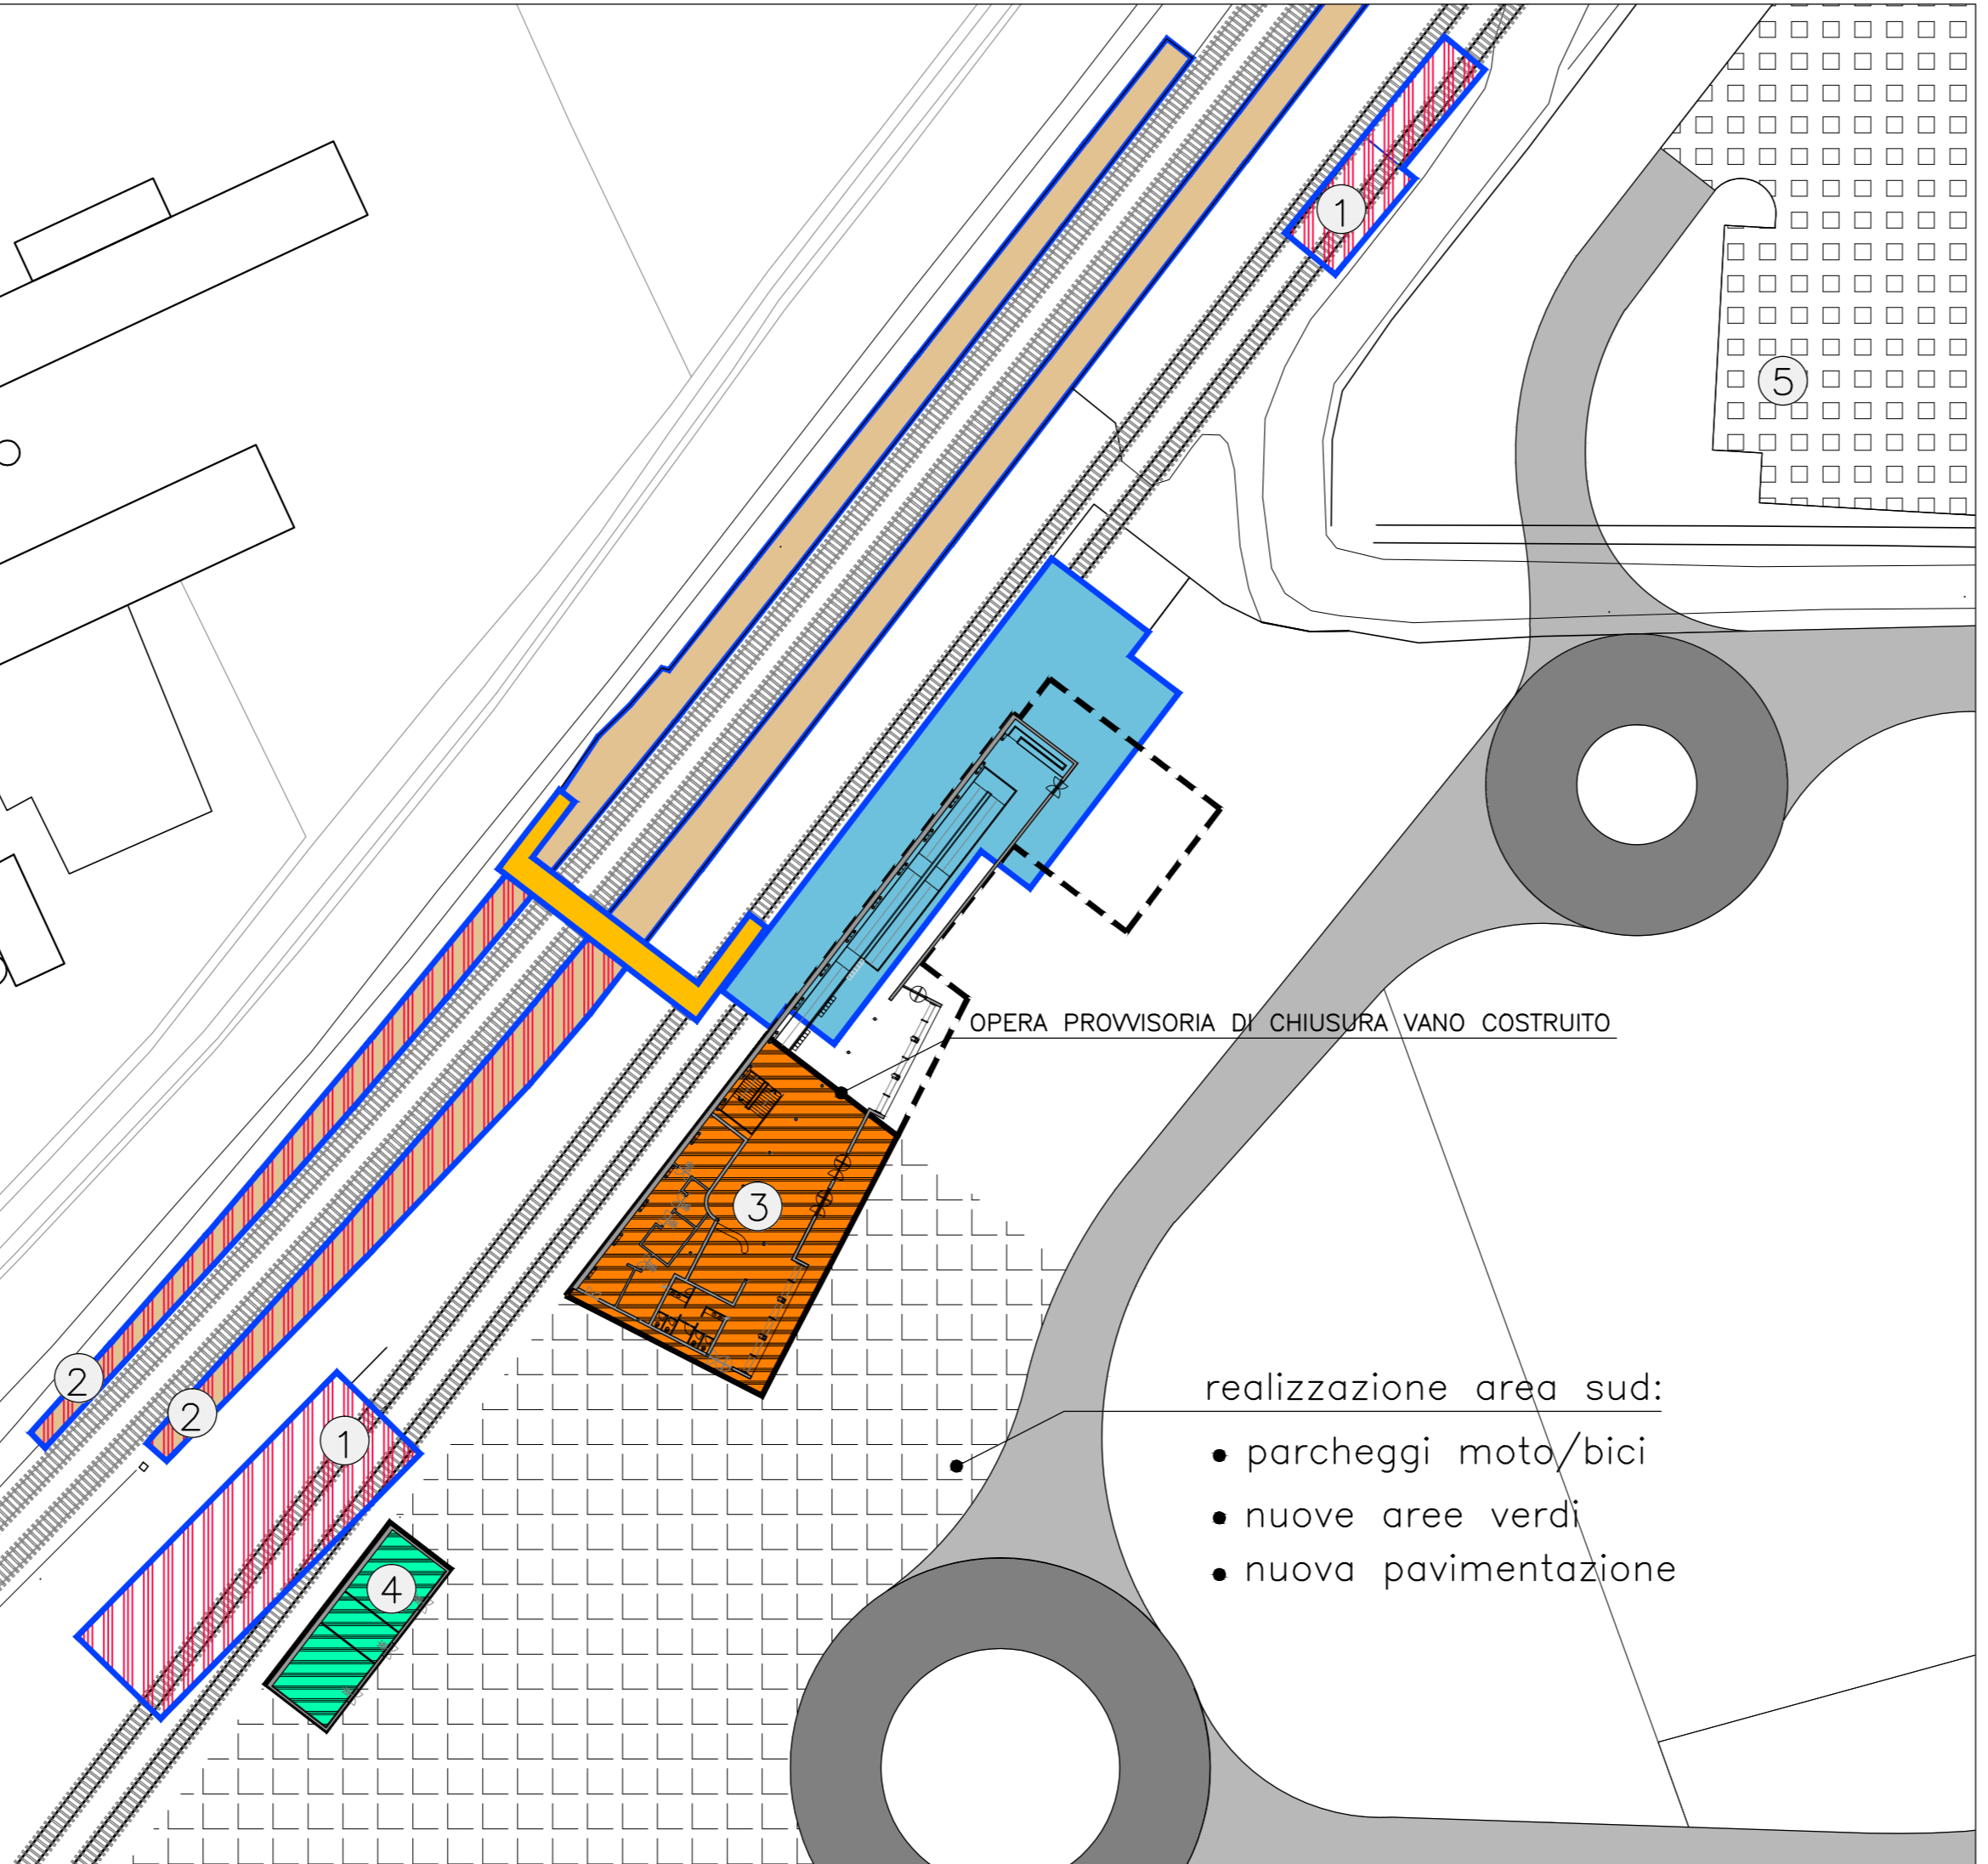 1
5
OPERA PROVVISORIA DI CHIUSURA VANO COSTRUITO
3
2
2
1
realizzazione area sud:
• parcheggi moto/bici
• nuove aree verdi
• nuova pavimentazione
4